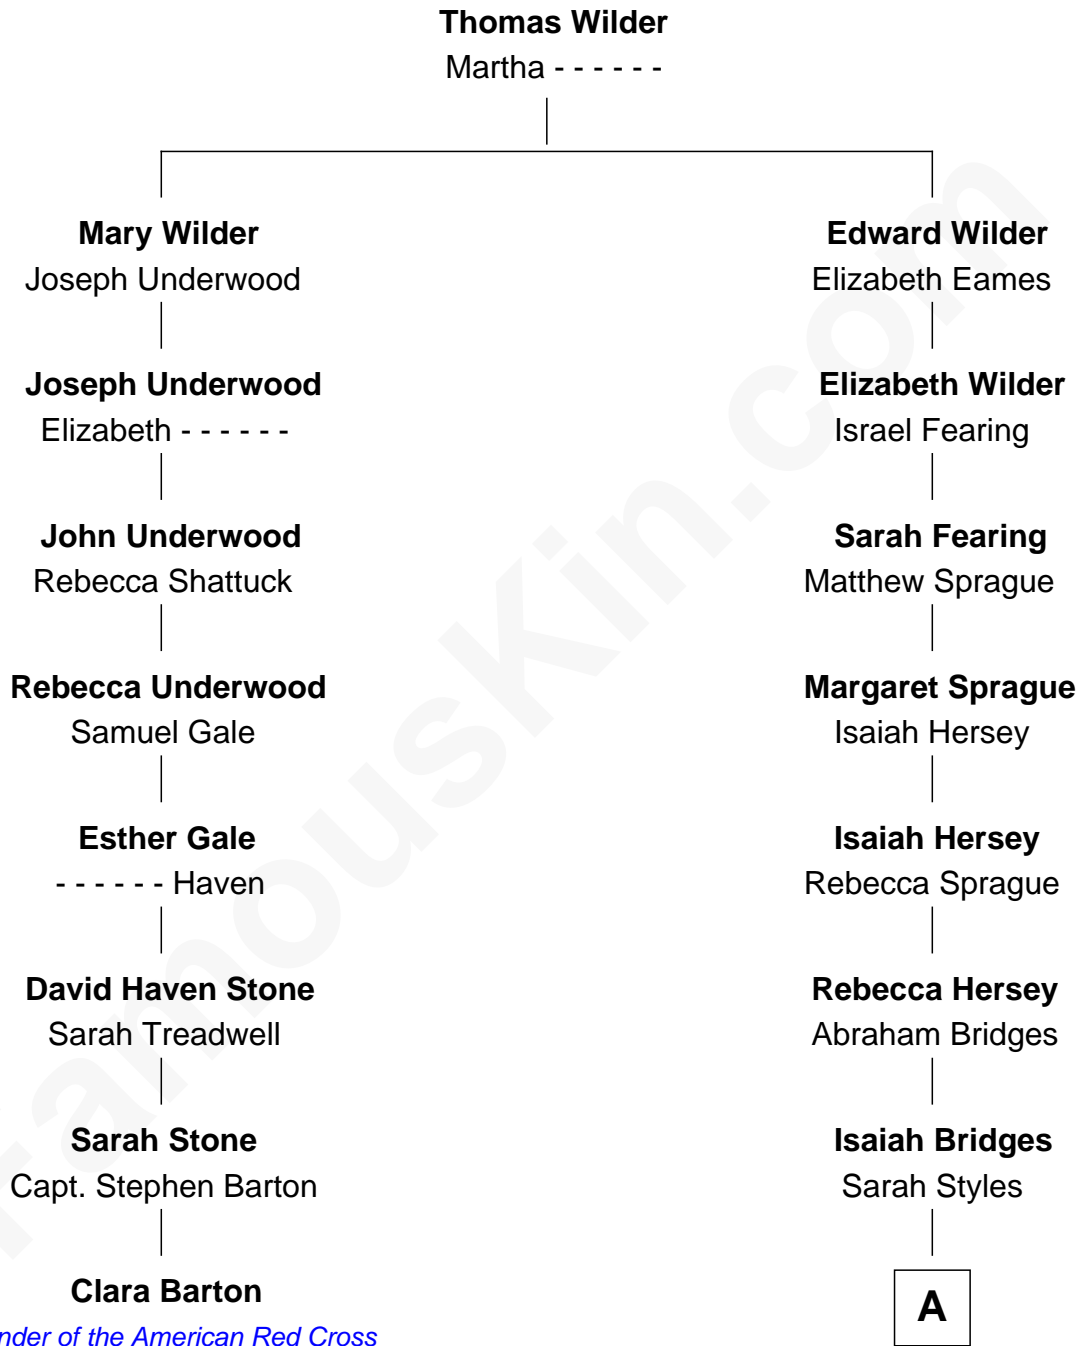 Thomas Wilder
Martha - - - - - -
Mary Wilder
Joseph Underwood
Edward Wilder
Elizabeth Eames
Joseph Underwood
Elizabeth - - - - - -
Elizabeth Wilder
Israel Fearing
John Underwood
Rebecca Shattuck
Sarah Fearing
Matthew Sprague
Rebecca Underwood
Samuel Gale
Margaret Sprague
Isaiah Hersey
Esther Gale
- - - - - - Haven
Isaiah Hersey
Rebecca Sprague
David Haven Stone
Sarah Treadwell
Rebecca Hersey
Abraham Bridges
Sarah Stone
Capt. Stephen Barton
Isaiah Bridges
Sarah Styles
Clara Barton
nder of the American Red Cross
A
FamousKin.com